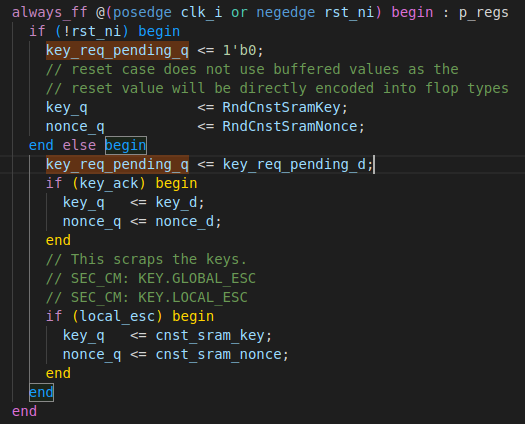 always_ff @(posedge clk_i or negedge rst_ni) begin : p_regs
  if (!rst_ni) begin
    key_req_pending_q <= 1'b0;
    // reset case does not use buffered values as the
    // reset value will be directly encoded into flop types
    key_q             <= RndCnstSramKey;
    nonce_q           <= RndCnstSramNonce;
  end else begin
    key_req_pending_q <= key_req_pending_d;
    if (key_ack) begin
      key_q   <= key_d;
      nonce_q <= nonce_d;
    end
    // This scraps the keys.
    // SEC_CM: KEY.GLOBAL_ESC
    // SEC_CM: KEY.LOCAL_ESC
    if (local_esc) begin
      key_q   <= cnst_sram_key;
      nonce_q <= cnst_sram_nonce;
    end
  end
end